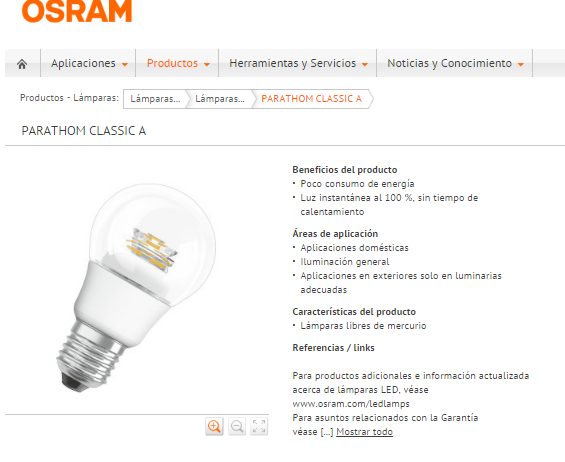 OSRAM
Aplicaciones Productos Herramientas y Servicios Noticias y Conocimiento
Productos - Lámparas: Lámparas... Lámparas... PARATHOM CLASSIC A
PARATHOM CLASSIC A
Beneficios del producto
• Poco consumo de energía
• Luz instantánea al 100 %, sin tiempo de
calentamiento
Áreas de aplicación
• Aplicaciones domésticas
• Iluminación general
• Aplicaciones en exteriores solo en luminarias
adecuadas
Características del producto
• Lámparas libres de mercurio
Referencias / links
Para productos adicionales e información actualizada
acerca de lámparas LED, véase
www.osram.com/ledlamps
Para asuntos relacionados con la Garantía
véase [...] Mostrar todo